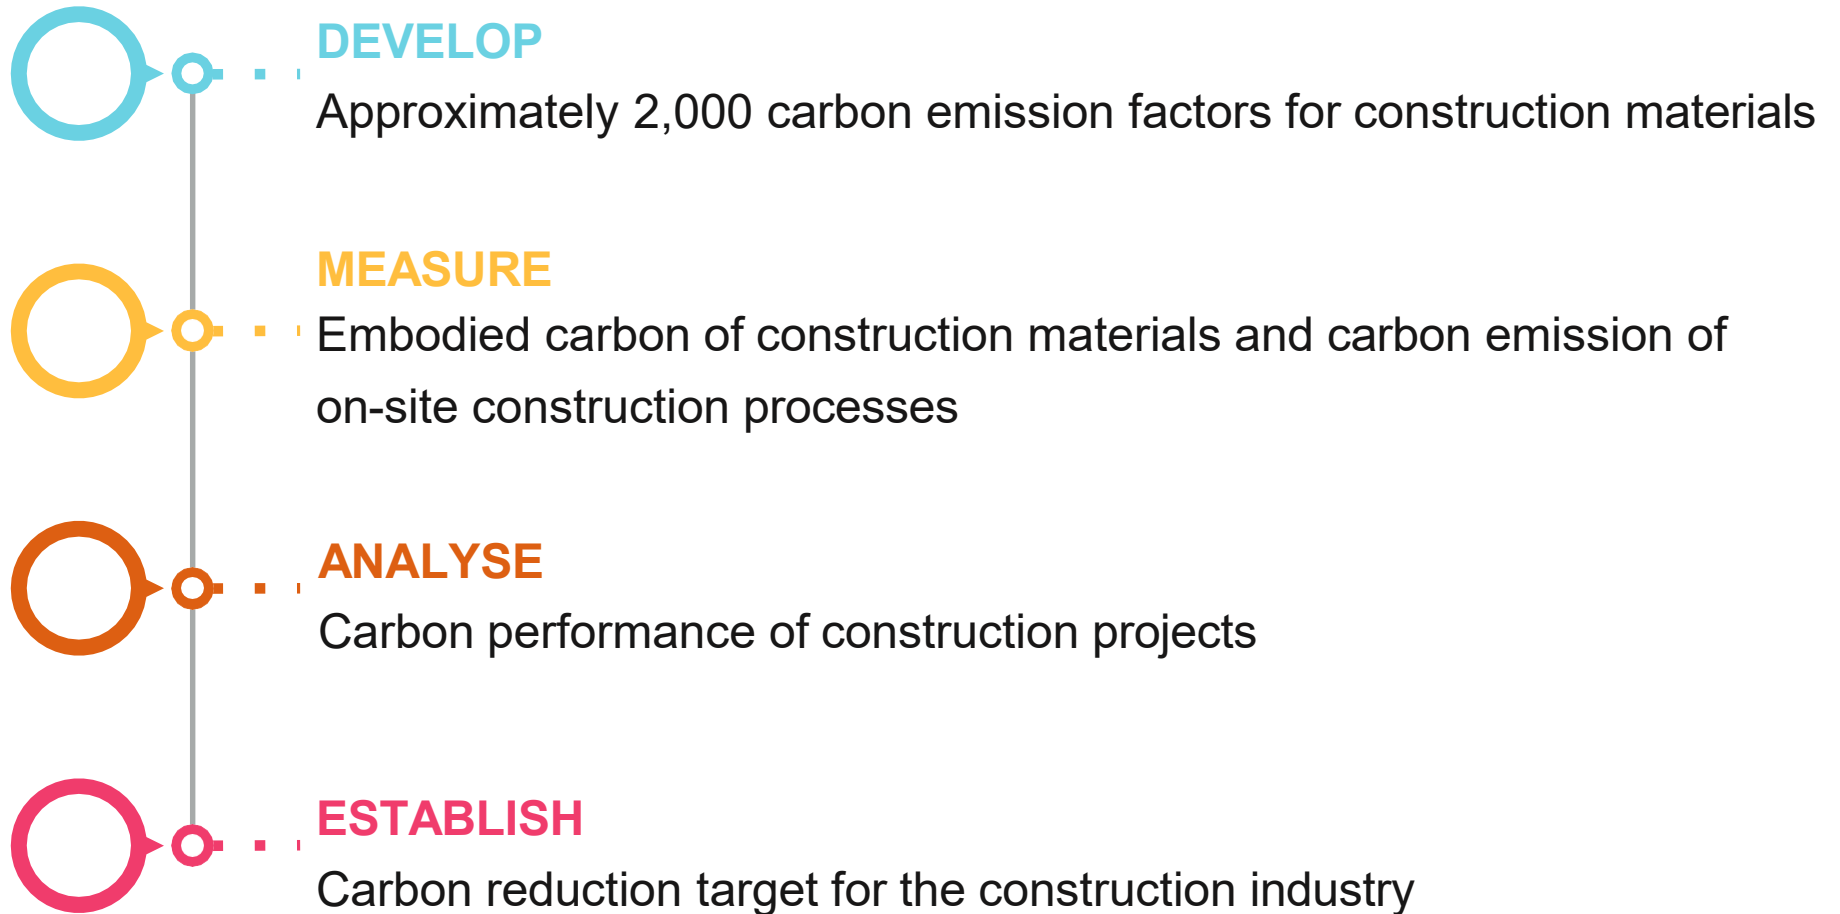 DEVELOP
Approximately 2,000 carbon emission factors for construction materials
MEASURE
Embodied carbon of construction materials and carbon emission of
on-site construction processes
ANALYSE
Carbon performance of construction projects
ESTABLISH
Carbon reduction target for the construction industry